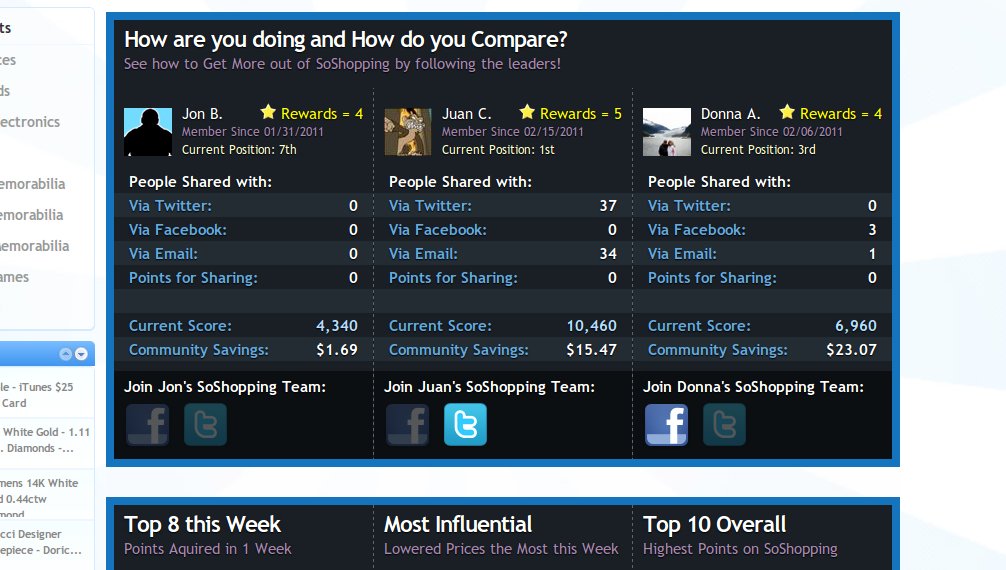 ts
ces
ds
lectronics
emorabilia
emorabilia
emorabilia
ames
le - iTunes $25
Card
White Gold - 1.11
. Diamonds -...
mens 14K White
d 0.44ctw
mond
cci Designer
epiece - Doric...
How are you doing and How do you Compare?
See how to Get More out of SoShopping by following the leaders!
Jon B. Rewards = 4
Member Since 01/31/2011
Current Position: 7th
People Shared with:
Via Twitter: 0
Via Facebook: 0
Via Email: 0
Points for Sharing: 0
Current Score: 4,340
Community Savings: $1.69
Join Jon's SoShopping Team:
Juan C. Rewards = 5
Member Since 02/15/2011
Current Position: 1st
People Shared with:
Via Twitter: 37
Via Facebook: 0
Via Email: 34
Points for Sharing: 0
Current Score: 10,460
Community Savings: $15.47
Join Juan's SoShopping Team:
Donna A. Rewards = 4
Member Since 02/06/2011
Current Position: 3rd
People Shared with:
Via Twitter: 0
Via Facebook: 3
Via Email: 1
Points for Sharing: 0
Current Score: 6,960
Community Savings: $23.07
Join Donna's SoShopping Team:
Top 8 this Week
Points Aquired in 1 Week
Most Influential
Lowered Prices the Most this Week
Top 10 Overall
Highest Points on SoShopping